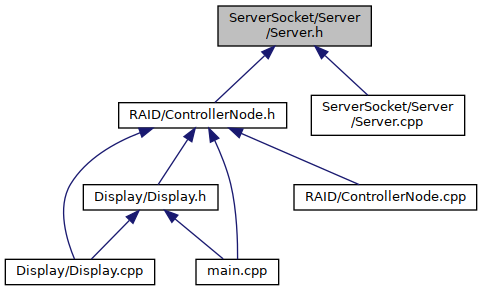 ServerSocket/Server
/Server.h
RAID/ControllerNode.h
ServerSocket/Server
/Server.cpp
Display/Display.h
RAID/ControllerNode.cpp
Display/Display.cpp
main.cpp